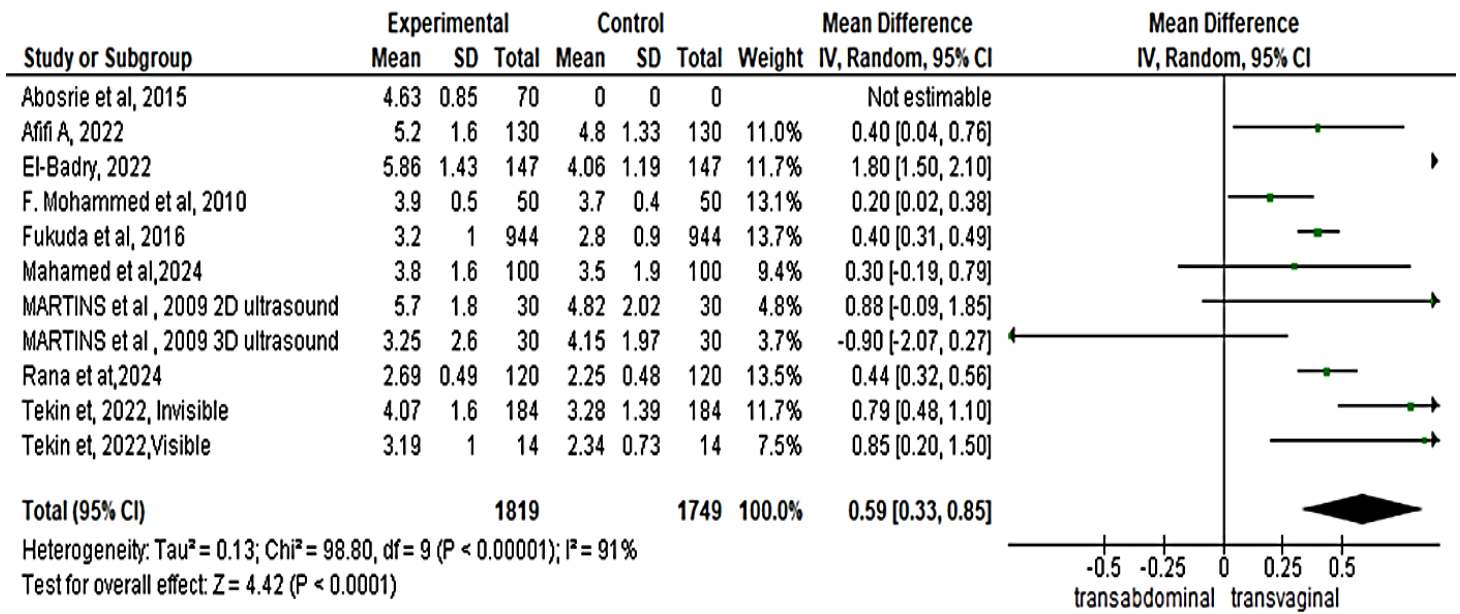 Experimental Control Mean Difference Mean Difference
Study or Subgroup Mean SD Total Mean SD Total Weight IV, Random, 95% CI IV, Random, 95% CI
Abosrie et al, 2015 4.63 0.85 70 0 0 0 Not estimable
Afifi A, 2022 5.2 1.6 130 4.8 1.33 130 11.0% 0.40 [0.04, 0.76]
El-Badry, 2022 5.86 1.43 147 4.06 1.19 147 11.7% 1.80 [1.50, 2.10]
F. Mohammed et al, 2010 3.9 0.5 50 3.7 0.4 50 13.1% 0.20 [0.02, 0.38]
Fukuda et al, 2016 3.2 1 944 2.8 0.9 944 13.7% 0.40 [0.31, 0.49]
Mahamed et al,2024 3.8 1.6 100 3.5 1.9 100 9.4% 0.30 [-0.19, 0.79]
MARTINS et al , 2009 2D ultrasound 5.7 1.8 30 4.82 2.02 30 4.8% 0.88 [-0.09, 1.85]
MARTINS et al , 2009 3D ultrasound 3.25 2.6 30 4.15 1.97 30 3.7% -0.90 [-2.07, 0.27]
Rana et at,2024 2.69 0.49 120 2.25 0.48 120 13.5% 0.44 [0.32, 0.56]
Tekin et, 2022, Invisible 4.07 1.6 184 3.28 1.39 184 11.7% 0.79 [0.48, 1.10]
Tekin et, 2022,Visible 3.19 1 14 2.34 0.73 14 7.5% 0.85 [0.20, 1.50]
Total (95% CI) 1819 1749 100.0% 0.59 [0.33, 0.85]
Heterogeneity: Tau² = 0.13; Chi² = 98.80, df = 9 (P < 0.00001); I² = 91%
Test for overall effect: Z = 4.42 (P < 0.0001)
-0.5 -0.25 0 0.25 0.5
transabdominal transvaginal